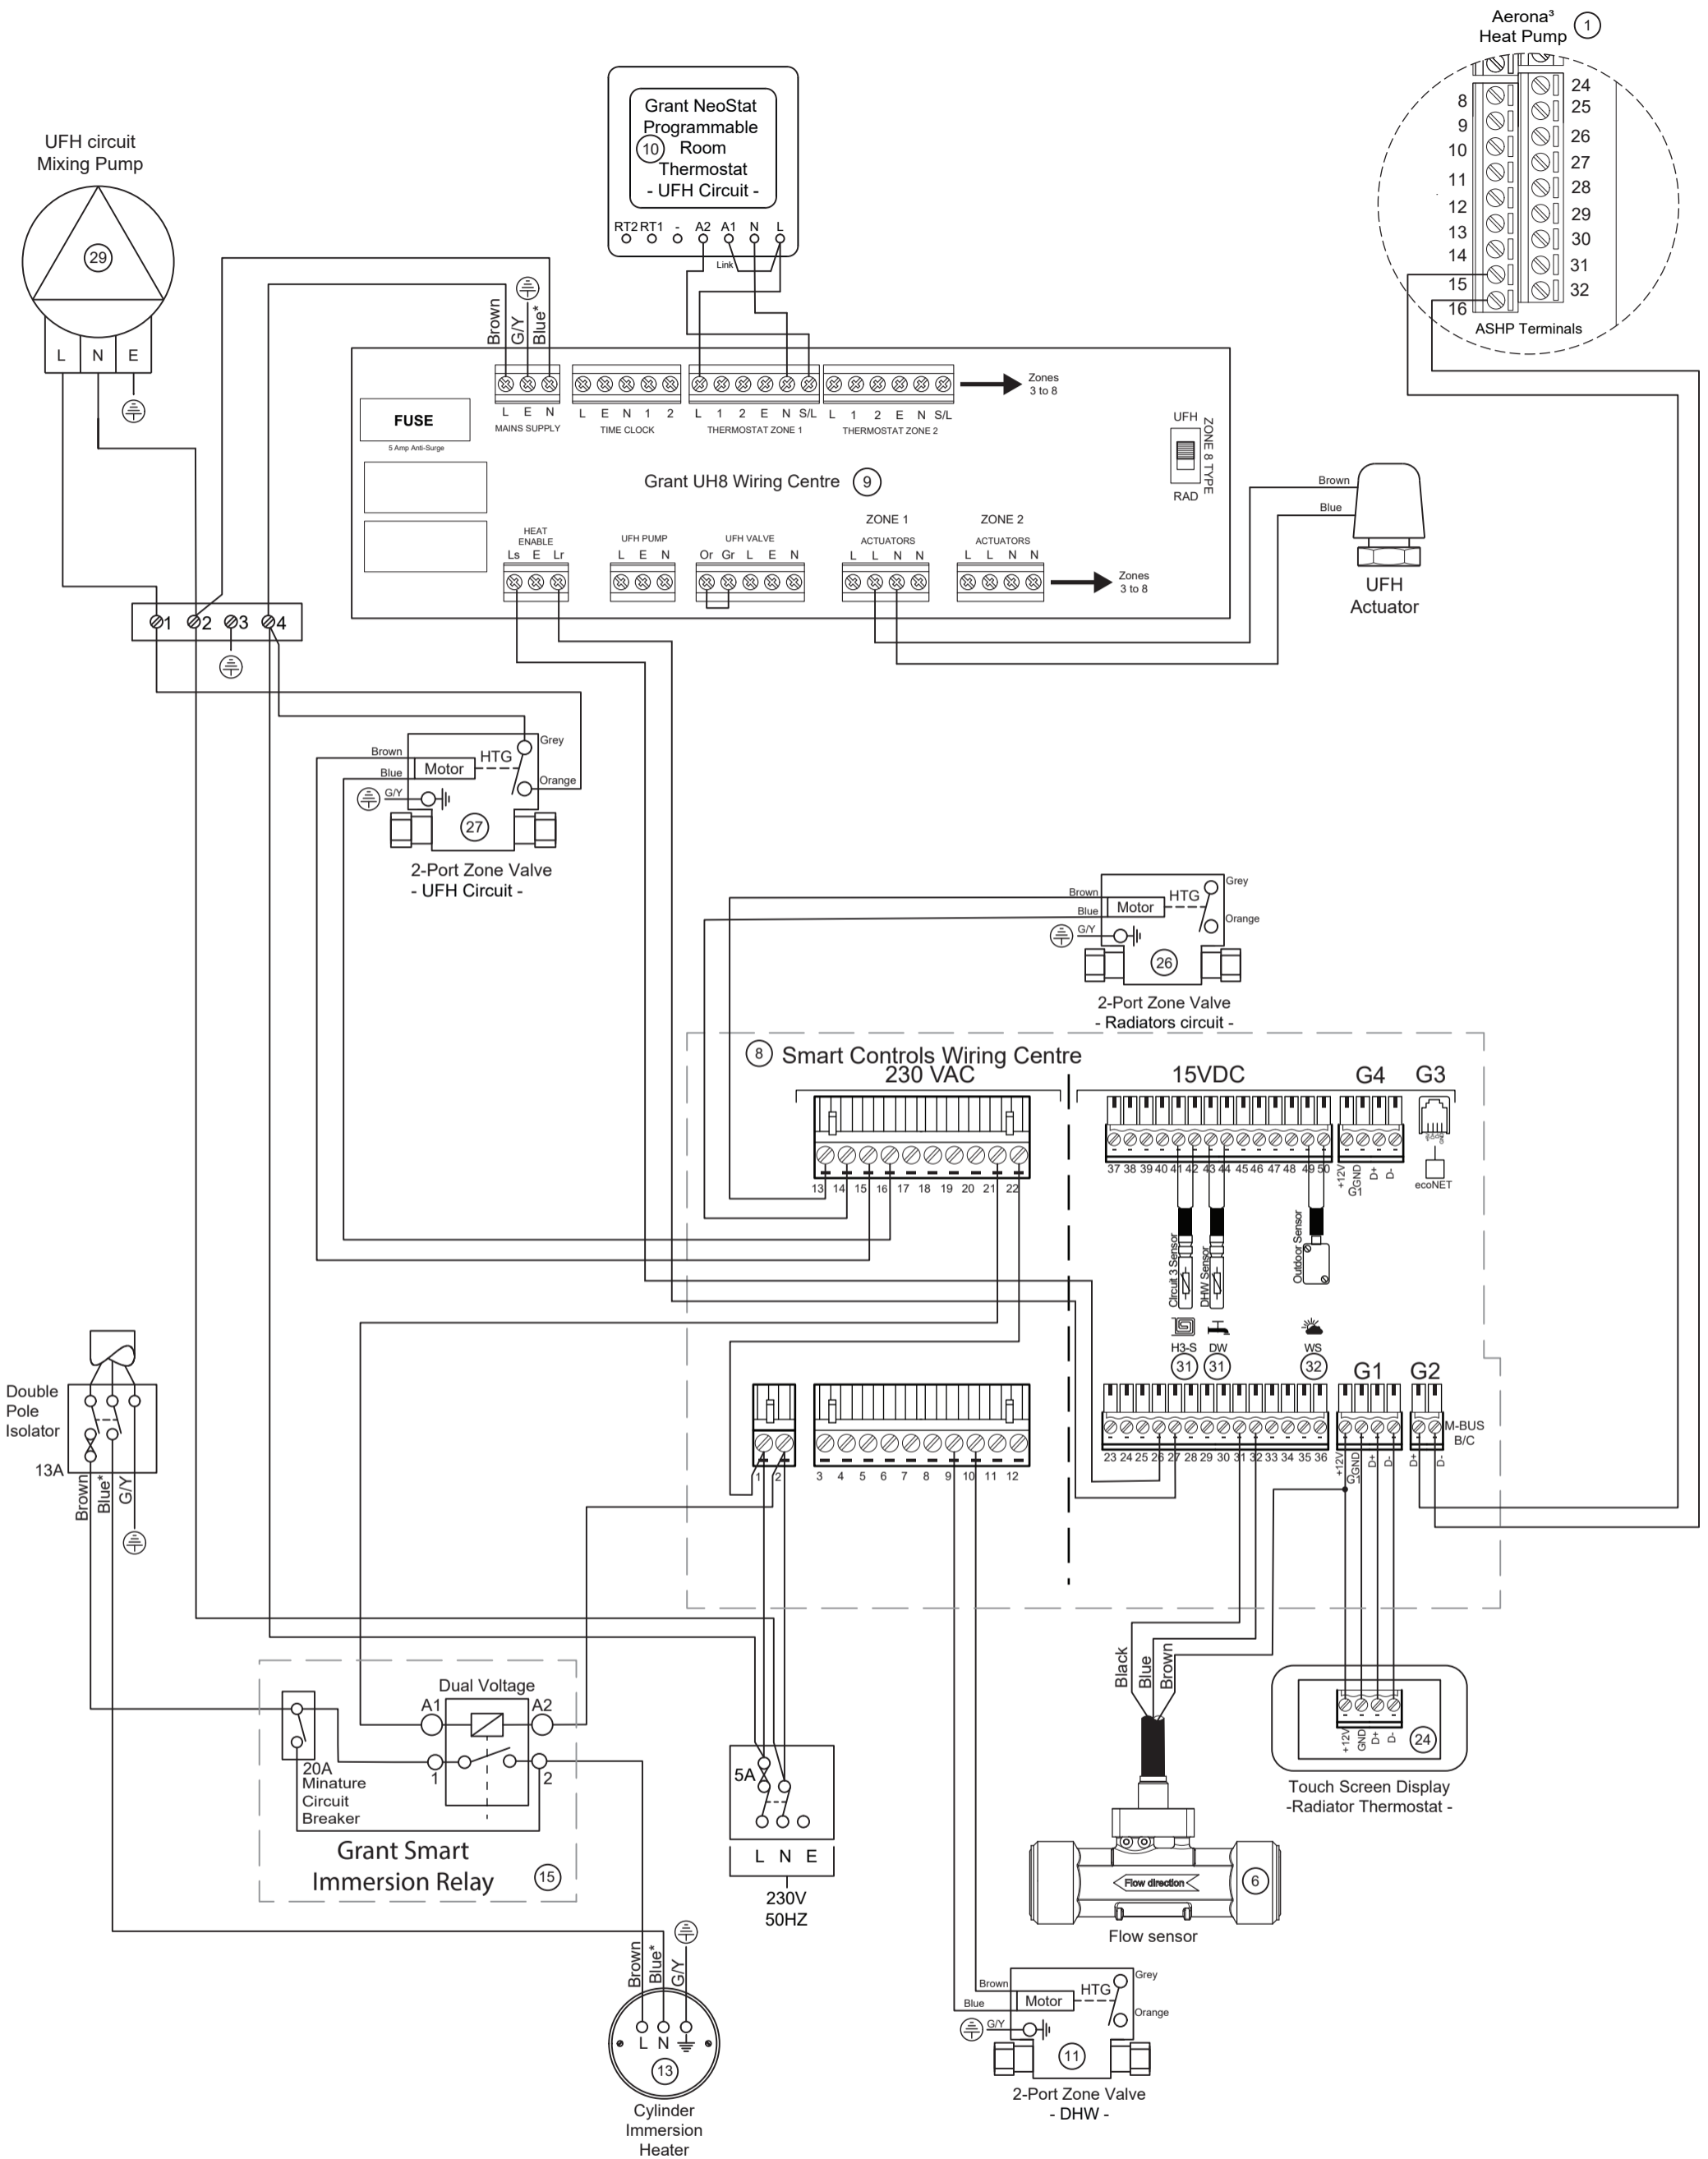 Aerona³
Heat Pump
1
8
9
10
11
12
13
14
15
16
24
25
26
27
28
29
30
31
32
ASHP Terminals
UFH circuit
Mixing Pump
29
L N E
Grant NeoStat
Programmable
10 Room
Thermostat
- UFH Circuit -
RT2 RT1 - A2 A1 N L
Link
Brown
G/Y
Blue*
L E N
MAINS SUPPLY
L E N 1 2
TIME CLOCK
L 1 2 E N S/L
THERMOSTAT ZONE 1
L 1 2 E N S/L
THERMOSTAT ZONE 2
Zones
3 to 8
FUSE
5 Amp Anti-Surge
Grant UH8 Wiring Centre 9
UFH
RAD
ZONE 8 TYPE
HEAT
ENABLE
Ls E Lr
UFH PUMP
L E N
UFH VALVE
Or Gr L E N
ZONE 1
ACTUATORS
L L N N
ZONE 2
ACTUATORS
L L N N
Zones
3 to 8
Brown
Blue
UFH
Actuator
1 2 3 4
Brown
Blue
G/Y
Motor
HTG
Grey
Orange
27
2-Port Zone Valve
- UFH Circuit -
Brown
Blue
G/Y
Motor
HTG
Grey
Orange
26
2-Port Zone Valve
- Radiators circuit -
8 Smart Controls Wiring Centre
230 VAC
15VDC
G4
G3
13 14 15 16 17 18 19 20 21 22
37 38 39 40 41 42 43 44 45 46 47 48 49 50
+12V
GND
G1
D+
D-
ecoNET
Circuit 3 Sensor
DHW Sensor
Outdoor Sensor
H3-S
DW
WS
31
31
32
G1
G2
1 2
3 4 5 6 7 8 9 10 11 12
23 24 25 26 27 28 29 30 31 32 33 34 35 36
+12V
GND
G1
D+
D-
D+
D-
M-BUS
B/C
Double
Pole
Isolator
13A
Brown
Blue*
G/Y
Dual Voltage
A1
A2
1
2
20A
Minature
Circuit
Breaker
Grant Smart
Immersion Relay
15
5A
L N E
230V
50HZ
Black
Blue
Brown
Flow direction
6
Flow sensor
+12V
GND
D+
D-
24
Touch Screen Display
-Radiator Thermostat -
Brown
Blue*
G/Y
L N
13
Cylinder
Immersion
Heater
Brown
Blue
G/Y
Motor
HTG
Grey
Orange
11
2-Port Zone Valve
- DHW -